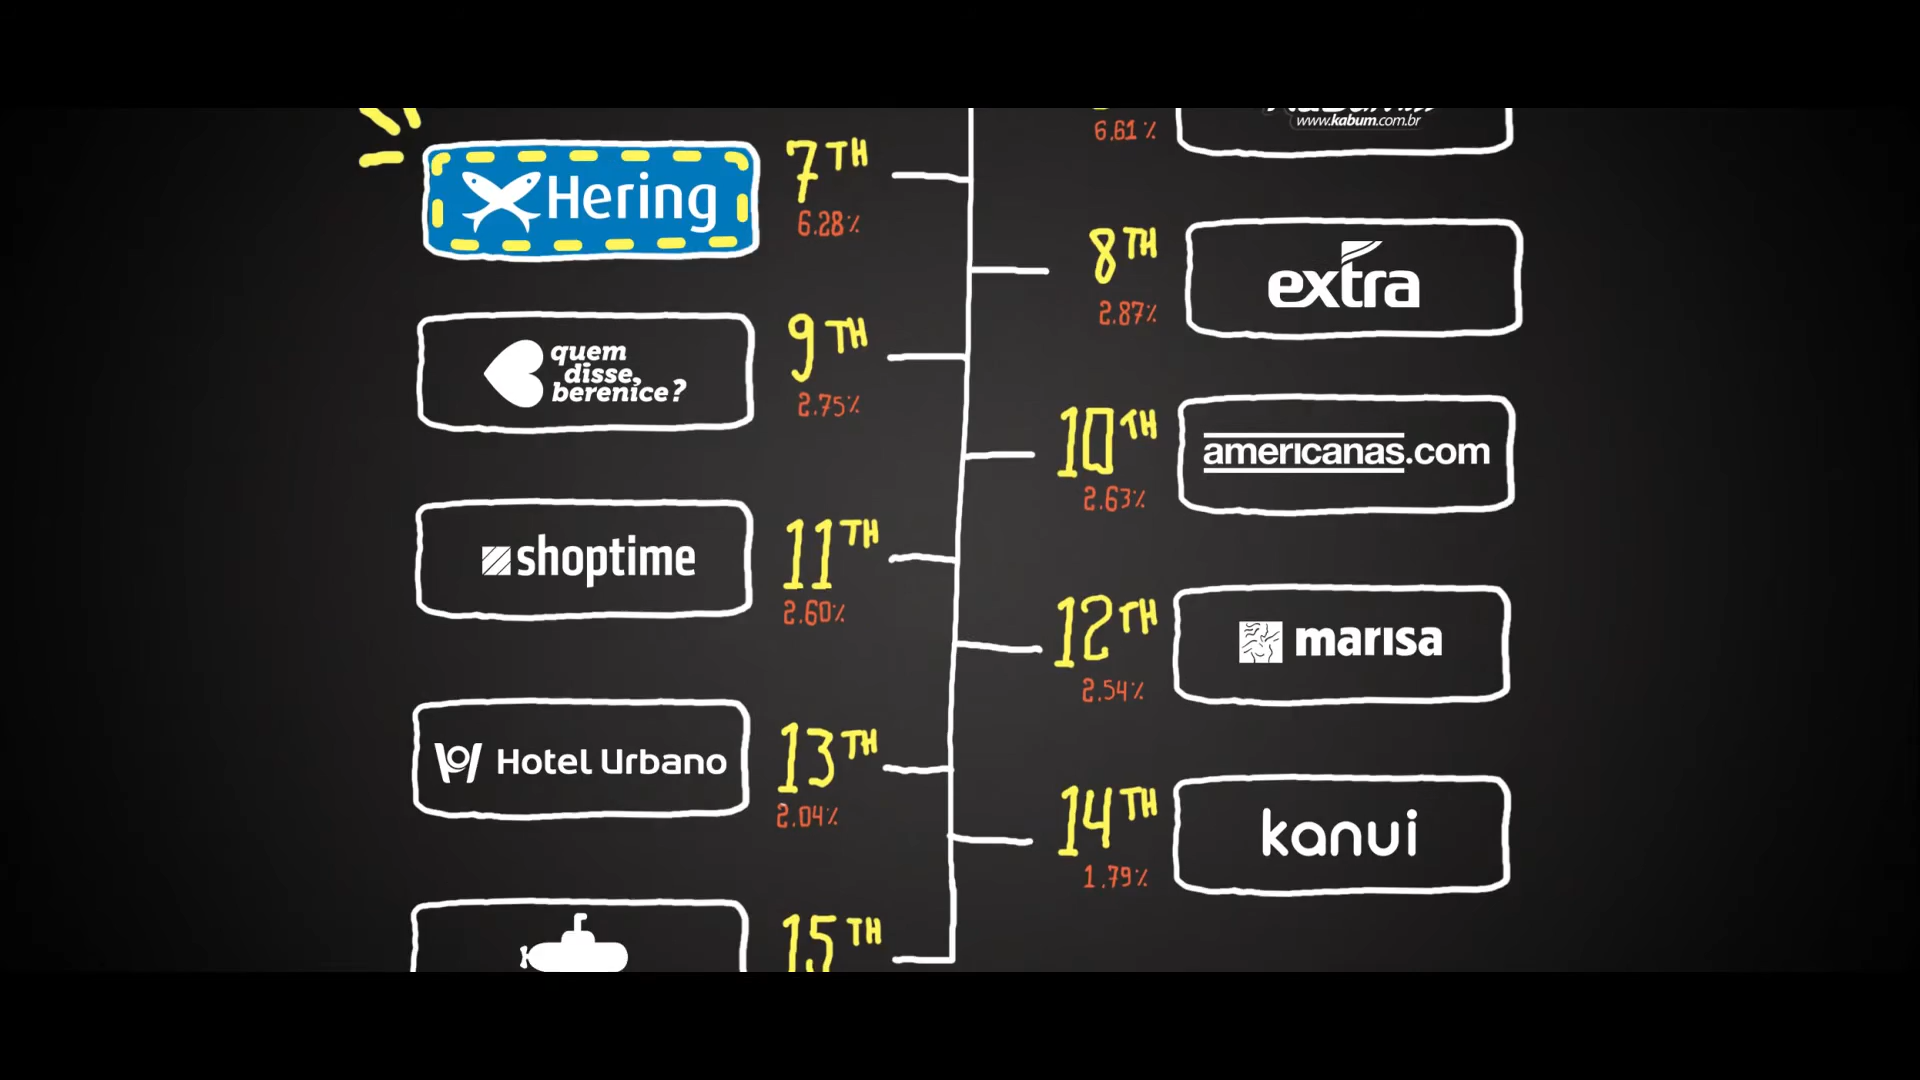 6.61%
www.kabum.com.br
Hering
7TH
6.28%
8TH
2.87%
extra
quem
disse,
berenice?
9TH
2.75%
10TH
2.63%
americanas.com
shoptime
11TH
2.60%
12TH
2.54%
marisa
Hotel Urbano
13TH
2.04%
14TH
1.79%
kanui
15TH